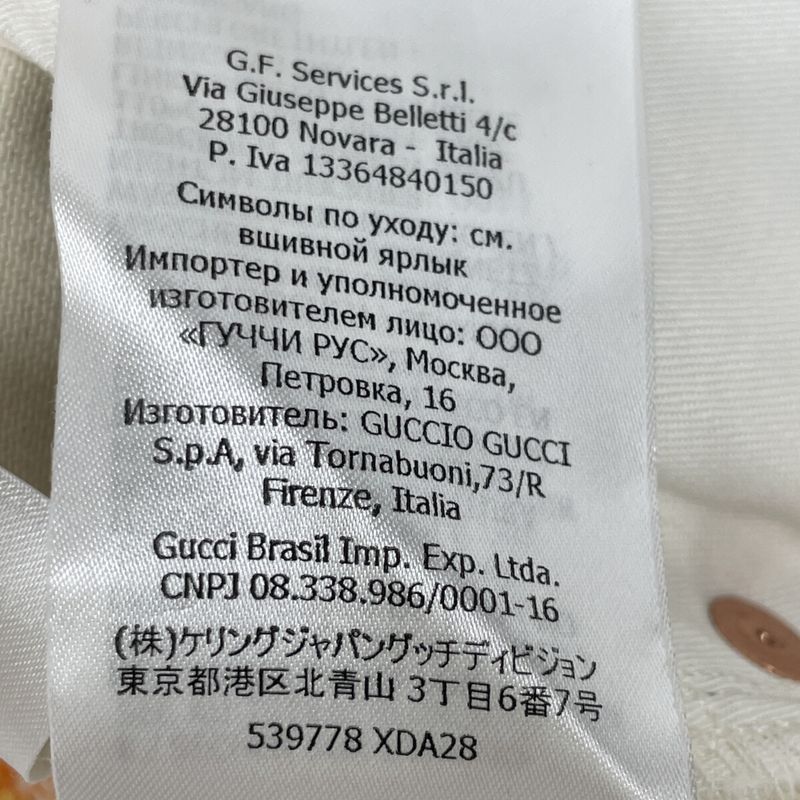 G.F. Services S.r.l.
Via Giuseppe Belletti 4/c
28100 Novara - Italia
P. Iva 13364840150
Символы по уходу: см.
вшивной ярлык
Импортер и уполномоченное
изготовителем лицо: ООО
«ГУЧЧИ РУС», Москва,
Петровка, 16
Изготовитель: GUCCIO GUCCI
S.p.A, via Tornabuoni,73/R
Firenze, Italia
Gucci Brasil Imp. Exp. Ltda.
CNPJ 08.338.986/0001-16
(株)ケリングジャパングッチディビジョン
東京都港区北青山 3丁目6番7号
539778 XDA28